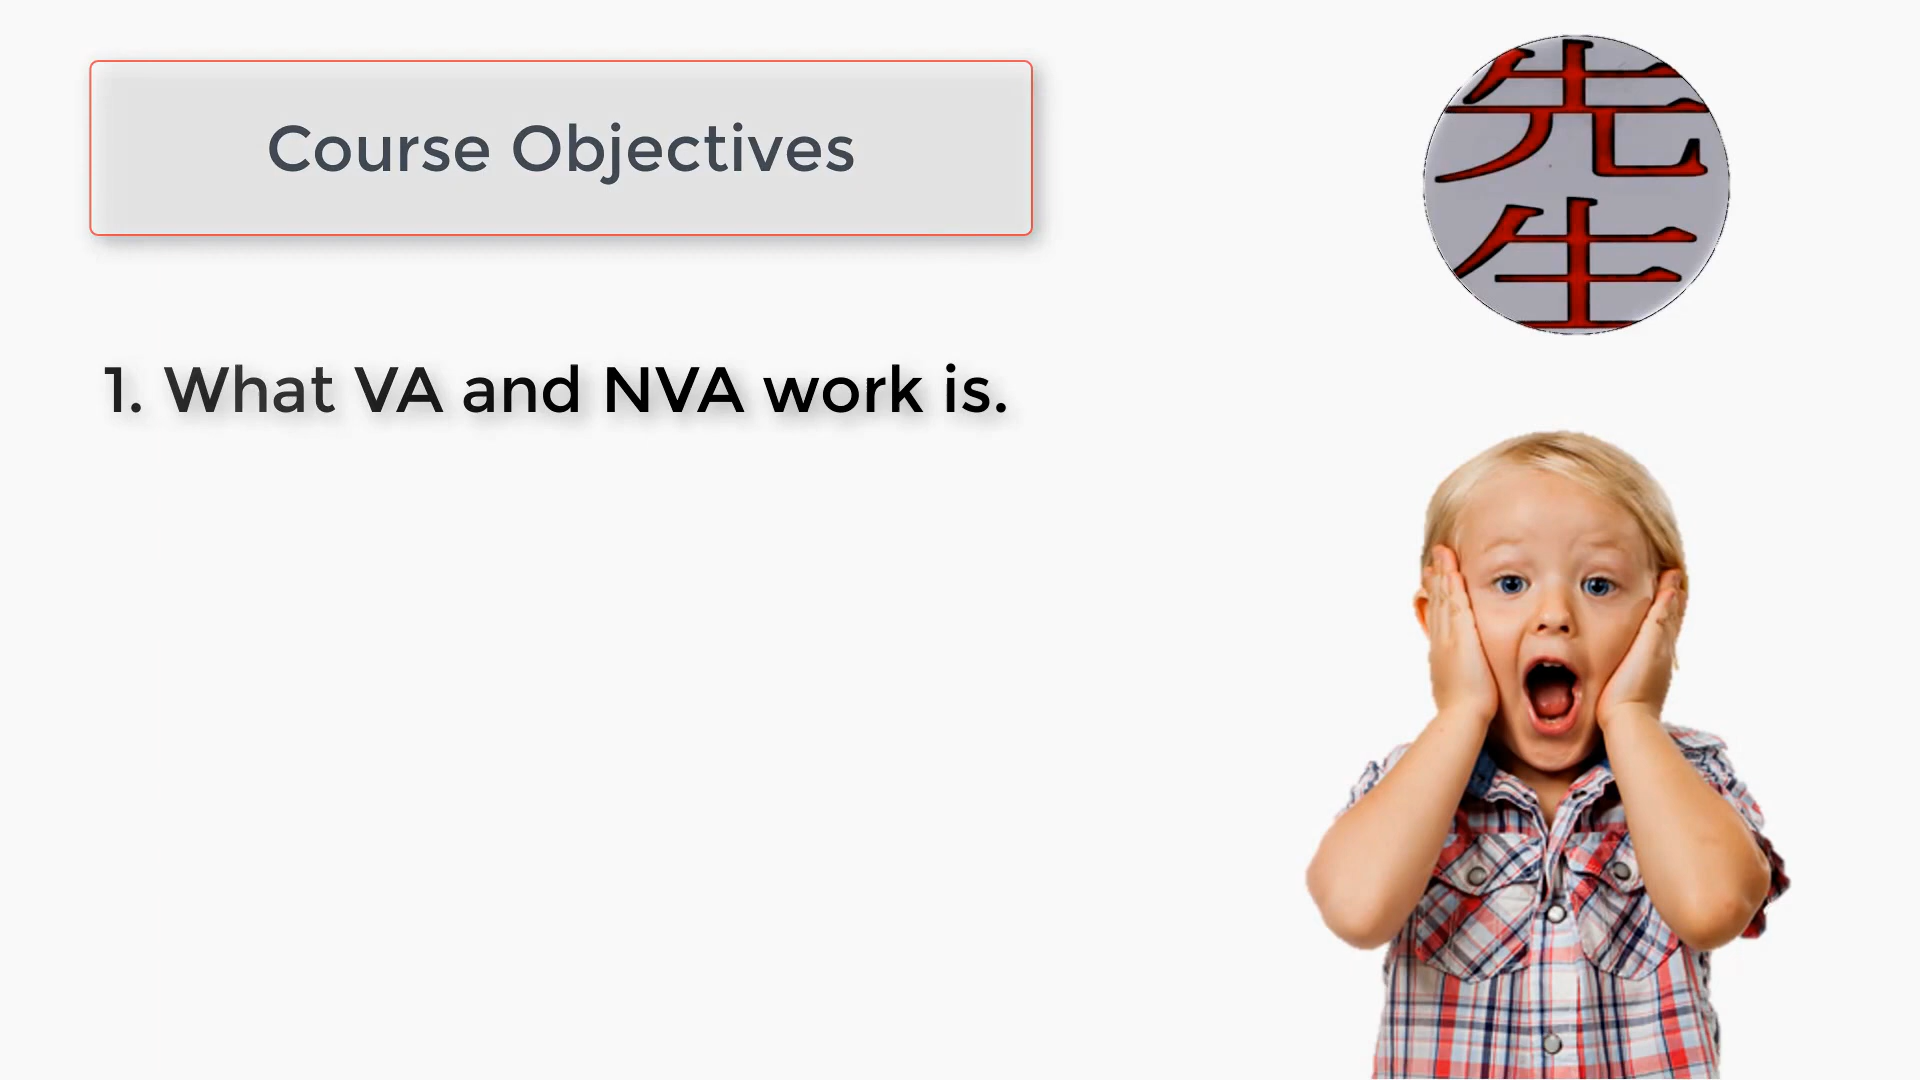 Course Objectives
先
生
1. What VA and NVA work is.